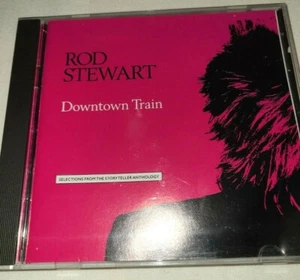 ROD
STEWART
Downtown Train
SELECTIONS FROM THE STORYTELLER ANTHOLOGY